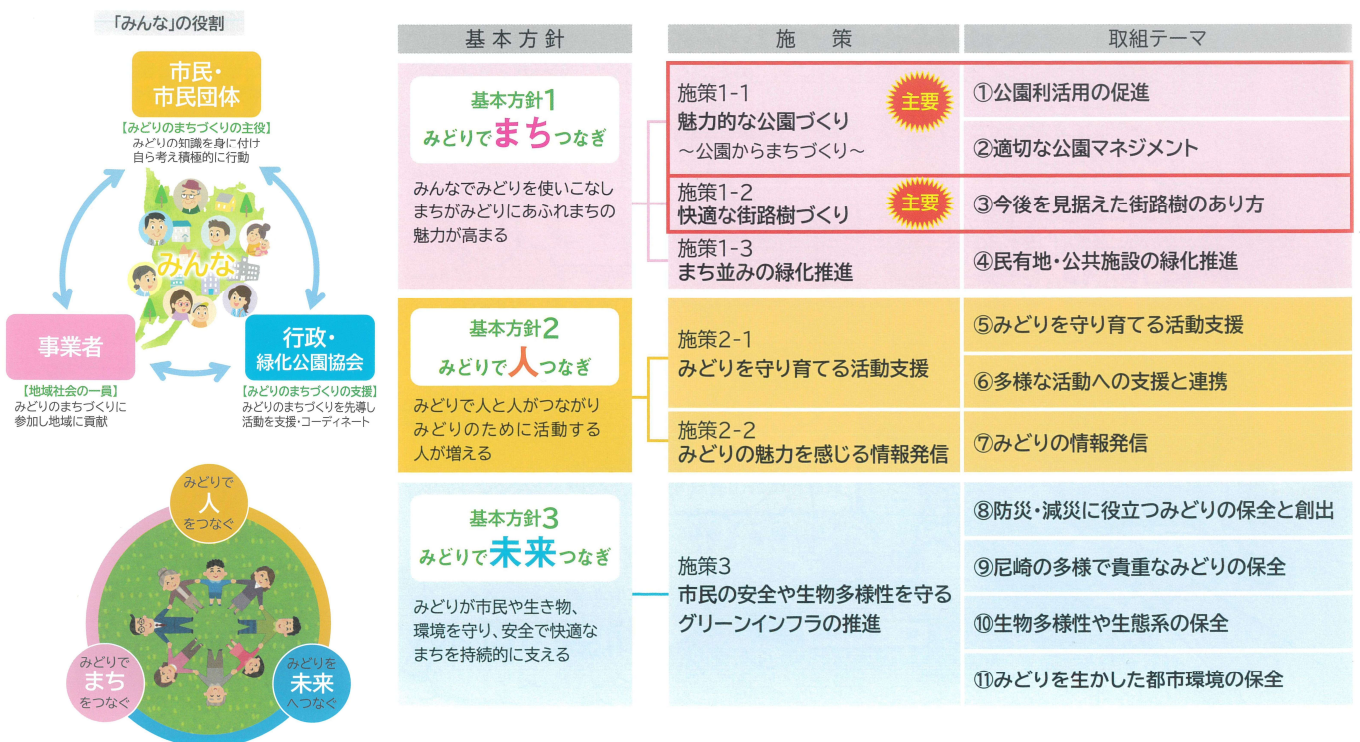 「みんな」の役割
市民・
市民団体
【みどりのまちづくりの主役】
みどりの知識を身に付け
自ら考え積極的に行動
みんな
事業者
【地域社会の一員】
みどりのまちづくりに
参加し地域に貢献
行政・
緑化公園協会
【みどりのまちづくりの支援】
みどりのまちづくりを先導し
活動を支援・コーディネート
みどりで
人
をつなぐ
みどりで
まち
をつなぐ
みどりを
未来
へつなぐ
基本方針
施策
取組テーマ
基本方針1
みどりでまちつなぎ
みんなでみどりを使いこなし
まちがみどりにあふれまちの
魅力が高まる
施策1-1
魅力的な公園づくり
～公園からまちづくり～
主要
①公園利活用の促進
②適切な公園マネジメント
施策1-2
快適な街路樹づくり
主要
③今後を見据えた街路樹のあり方
施策1-3
まち並みの緑化推進
④民有地・公共施設の緑化推進
基本方針2
みどりで人つなぎ
みどりで人と人がつながり
みどりのために活動する
人が増える
施策2-1
みどりを守り育てる活動支援
⑤みどりを守り育てる活動支援
⑥多様な活動への支援と連携
施策2-2
みどりの魅力を感じる情報発信
⑦みどりの情報発信
基本方針3
みどりで未来つなぎ
みどりが市民や生き物、
環境を守り、安全で快適な
まちを持続的に支える
施策3
市民の安全や生物多様性を守る
グリーンインフラの推進
⑧防災・減災に役立つみどりの保全と創出
⑨尼崎の多様で貴重なみどりの保全
⑩生物多様性や生態系の保全
⑪みどりを生かした都市環境の保全